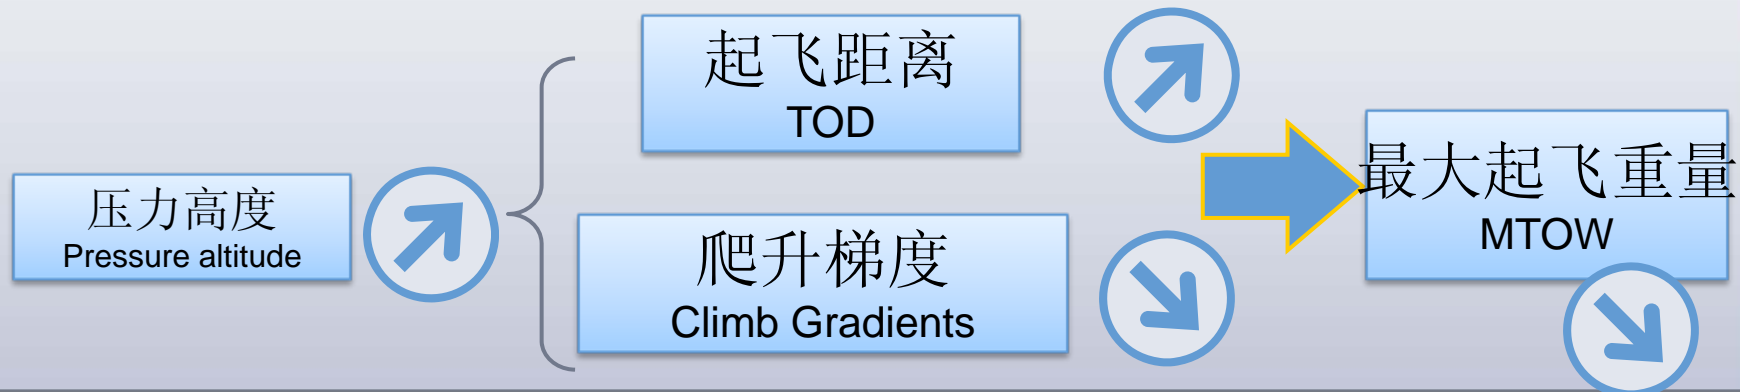 压力高度
Pressure altitude
起飞距离
TOD
爬升梯度
Climb Gradients
最大起飞重量
MTOW